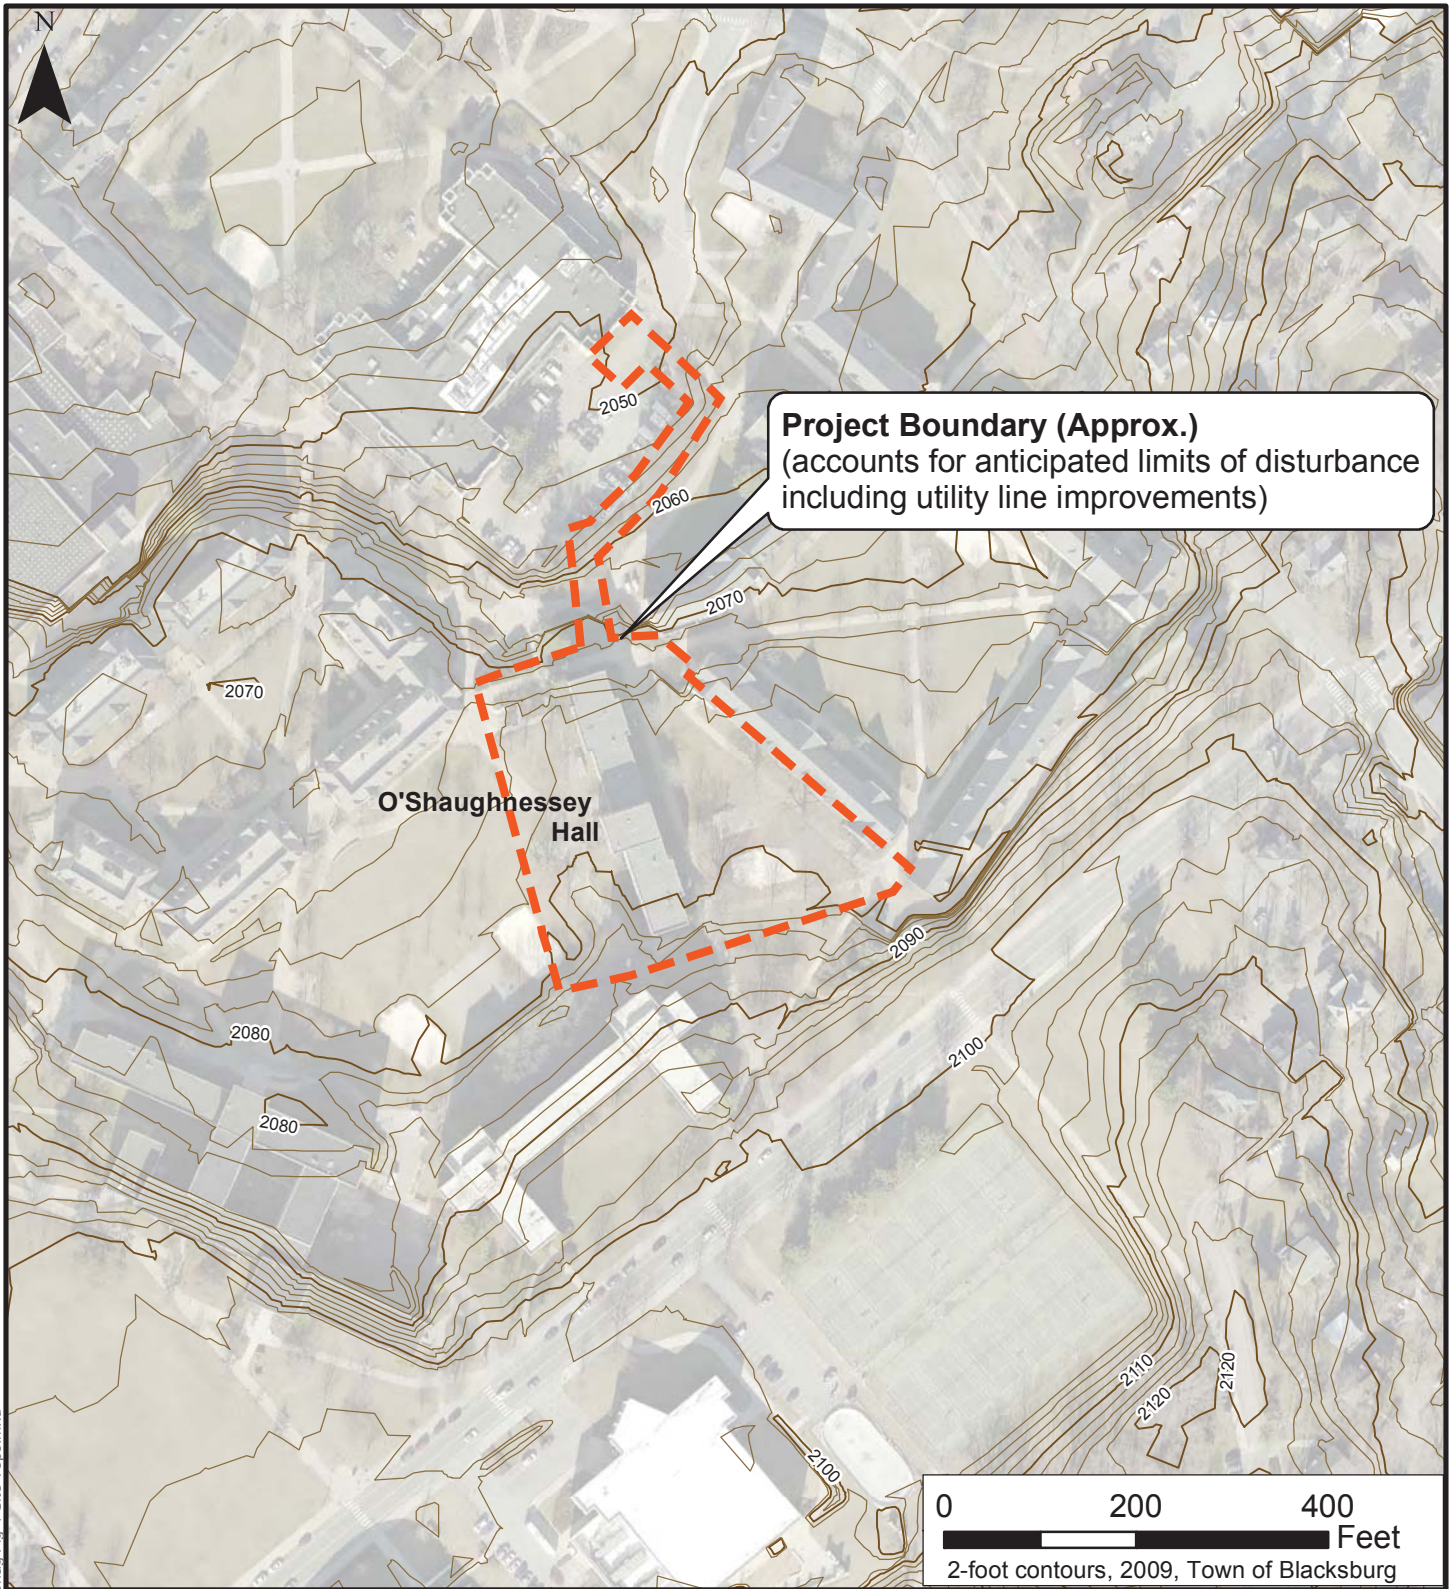 N
2050
Project Boundary (Approx.)
(accounts for anticipated limits of disturbance
including utility line improvements)
2060
2070
2070
O'Shaughnessey
Hall
2090
2080
2100
2080
2110
2120
2120
2100
0 200 400
Feet
2-foot contours, 2009, Town of Blacksburg